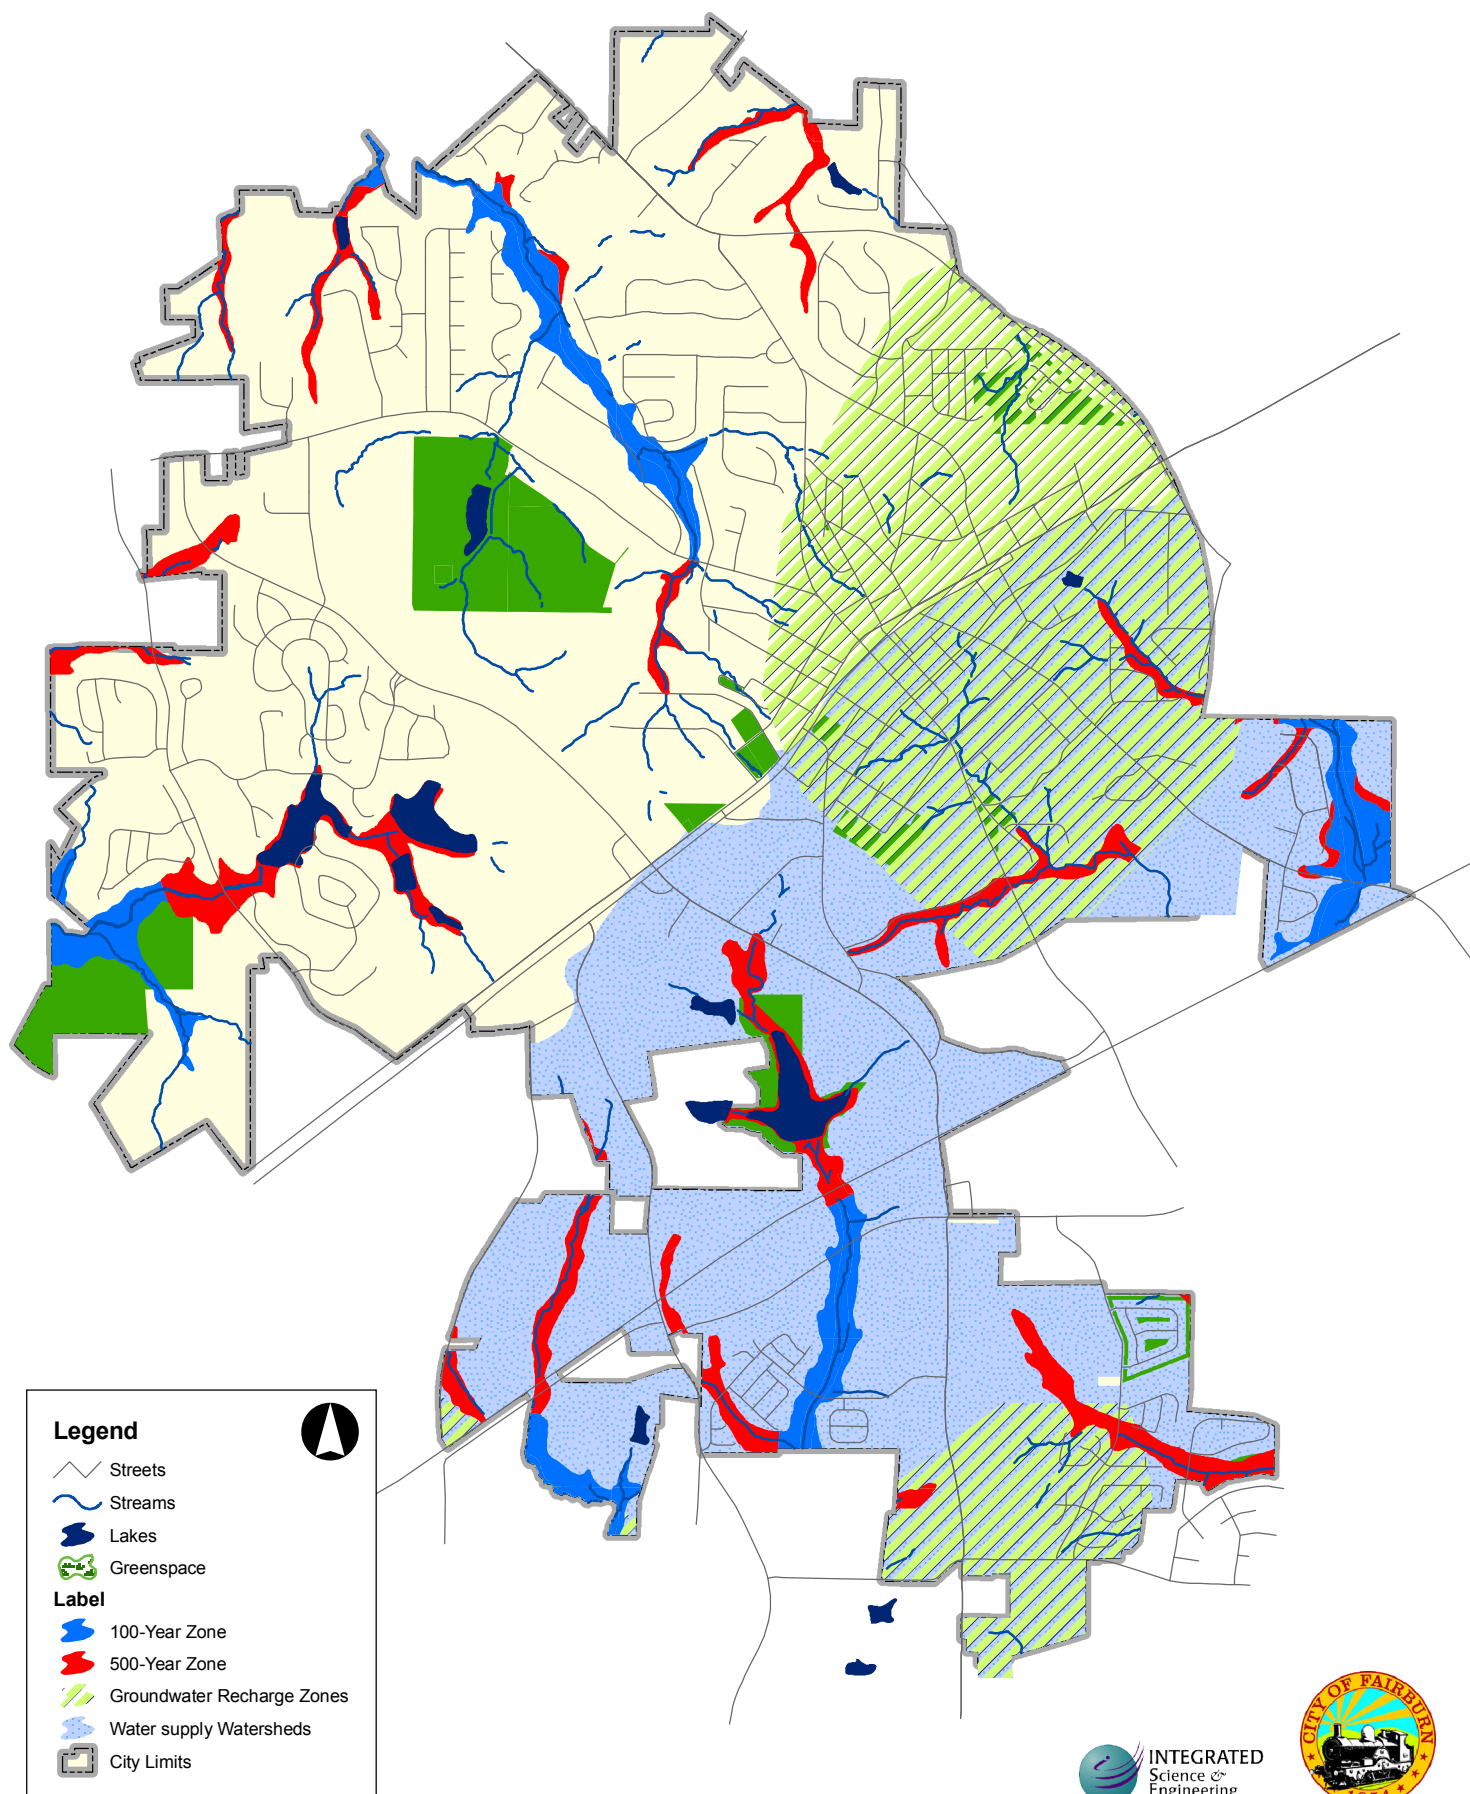 Legend
Streets
Streams
Lakes
Greenspace
Label
100-Year Zone
500-Year Zone
Groundwater Recharge Zones
Water supply Watersheds
City Limits
INTEGRATED
Science &
Engineering
CITY OF FAIRBURN